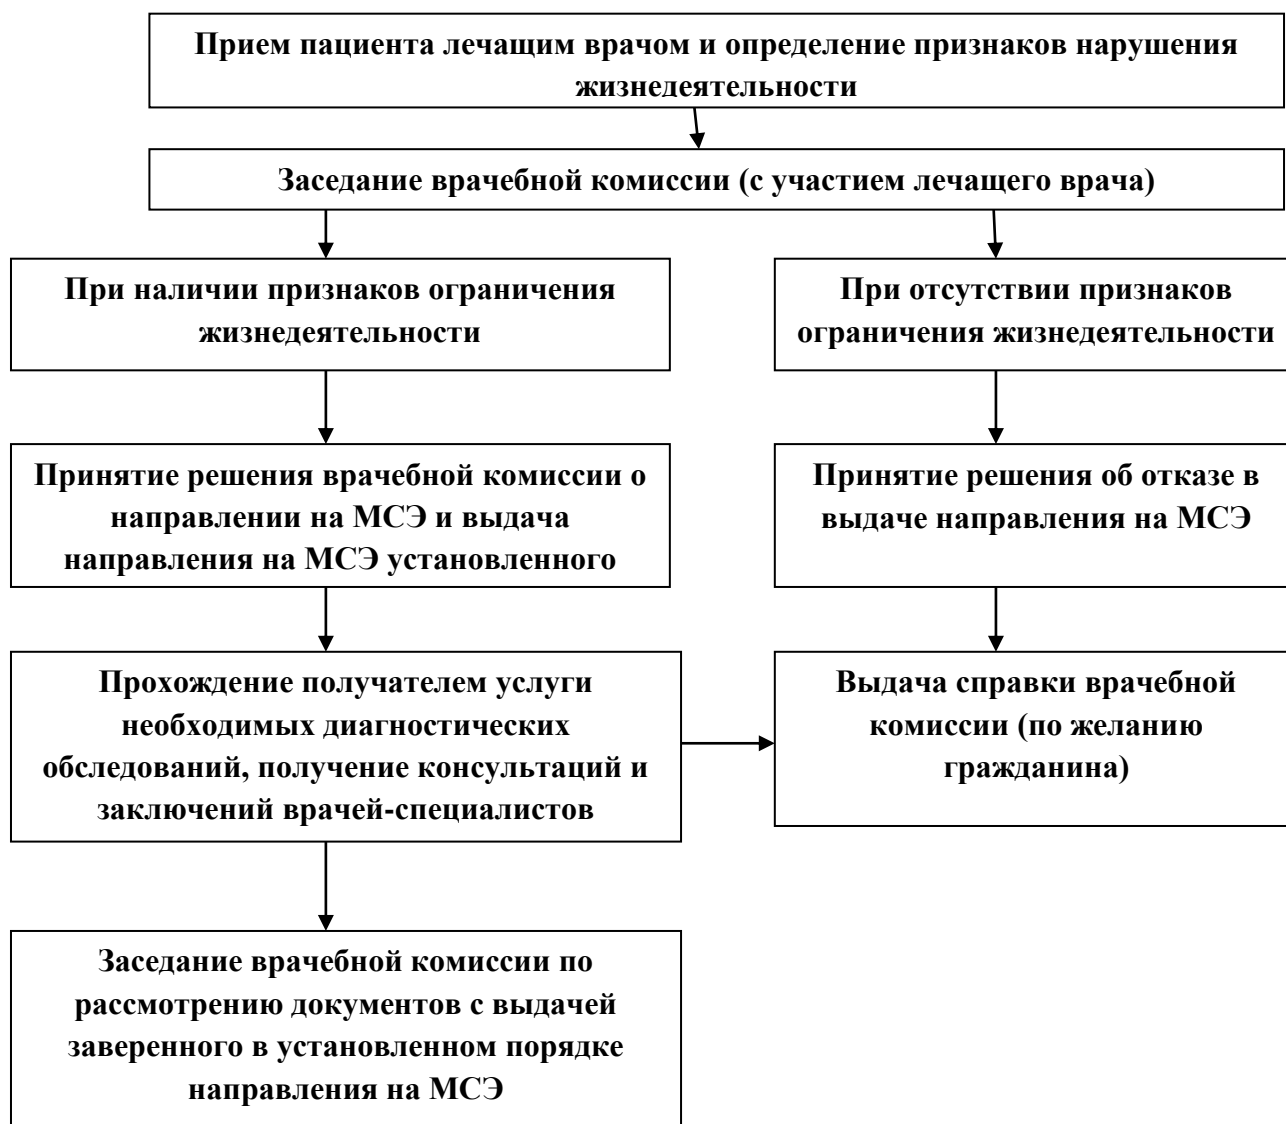 Прием пациента лечащим врачом и определение признаков нарушения
жизнедеятельности
Заседание врачебной комиссии (с участием лечащего врача)
При наличии признаков ограничения
жизнедеятельности
При отсутствии признаков
ограничения жизнедеятельности
Принятие решения врачебной комиссии о
направлении на МСЭ и выдача
направления на МСЭ установленного
Принятие решения об отказе в
выдаче направления на МСЭ
Прохождение получателем услуги
необходимых диагностических
обследований, получение консультаций и
заключений врачей-специалистов
Выдача справки врачебной
комиссии (по желанию
гражданина)
Заседание врачебной комиссии по
рассмотрению документов с выдачей
заверенного в установленном порядке
направления на МСЭ